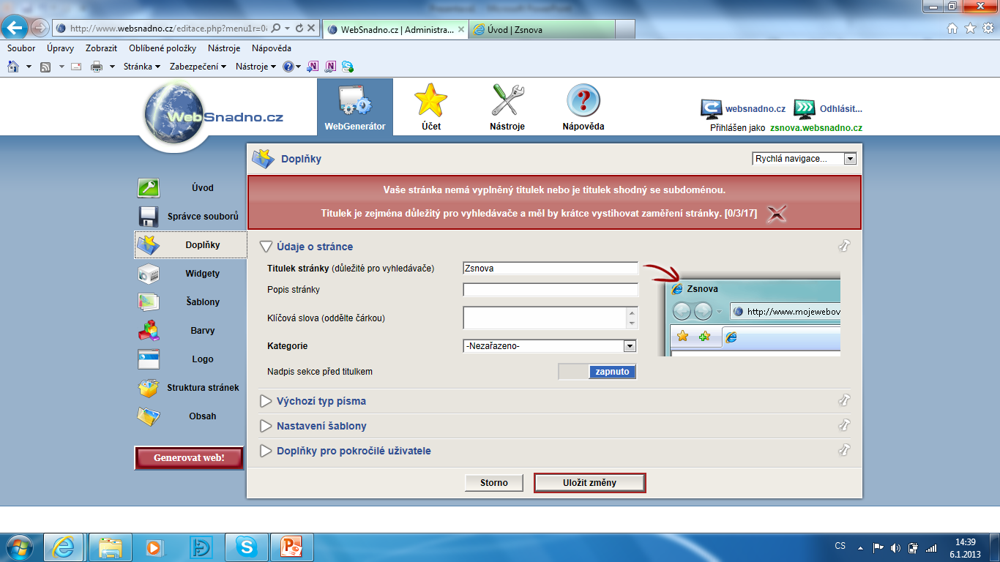 http://www.websnadno.cz/editace.php?menu1r=0
WebSnadno.cz | Administra...
Úvod | Zsnova
Soubor Úpravy Zobrazit Oblíbené položky Nástroje Nápověda
Stránka Zabezpečení Nástroje
WebSnadno.cz
WebGenerátor
Účet
Nástroje
Nápověda
websnadno.cz
Odhlásit...
Přihlášen jako zsnova.websnadno.cz
Doplňky
Rychlá navigace...
Vaše stránka nemá vyplněný titulek nebo je titulek shodný se subdoménou.
Titulek je zejména důležitý pro vyhledávače a měl by krátce vystihovat zaměření stránky. [0/3/17]
Úvod
Správce souborů
Doplňky
Widgety
Šablony
Barvy
Logo
Struktura stránek
Obsah
Generovat web!
Údaje o stránce
Titulek stránky (důležité pro vyhledávače)
Zsnova
Popis stránky
Klíčová slova (oddělte čárkou)
Kategorie
-Nezařazeno-
Nadpis sekce před titulkem
zapnuto
Zsnova
http://www.mojewebov
Výchozí typ písma
Nastavení šablony
Doplňky pro pokročilé uživatele
Storno
Uložit změny
CS
14:39
6.1.2013